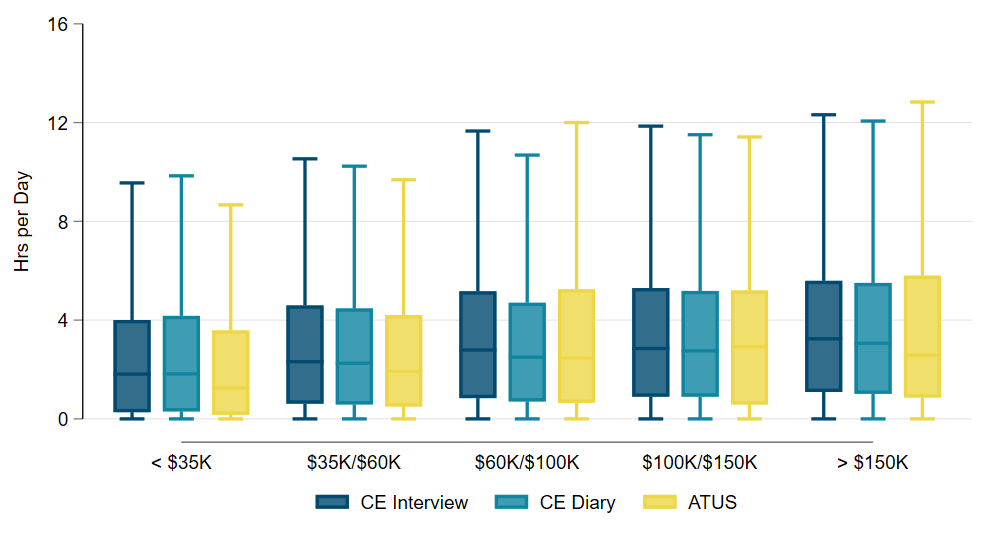 16
12
8
4
0
Hrs per Day
< $35K
$35K/$60K
$60K/$100K
$100K/$150K
> $150K
CE Interview
CE Diary
ATUS